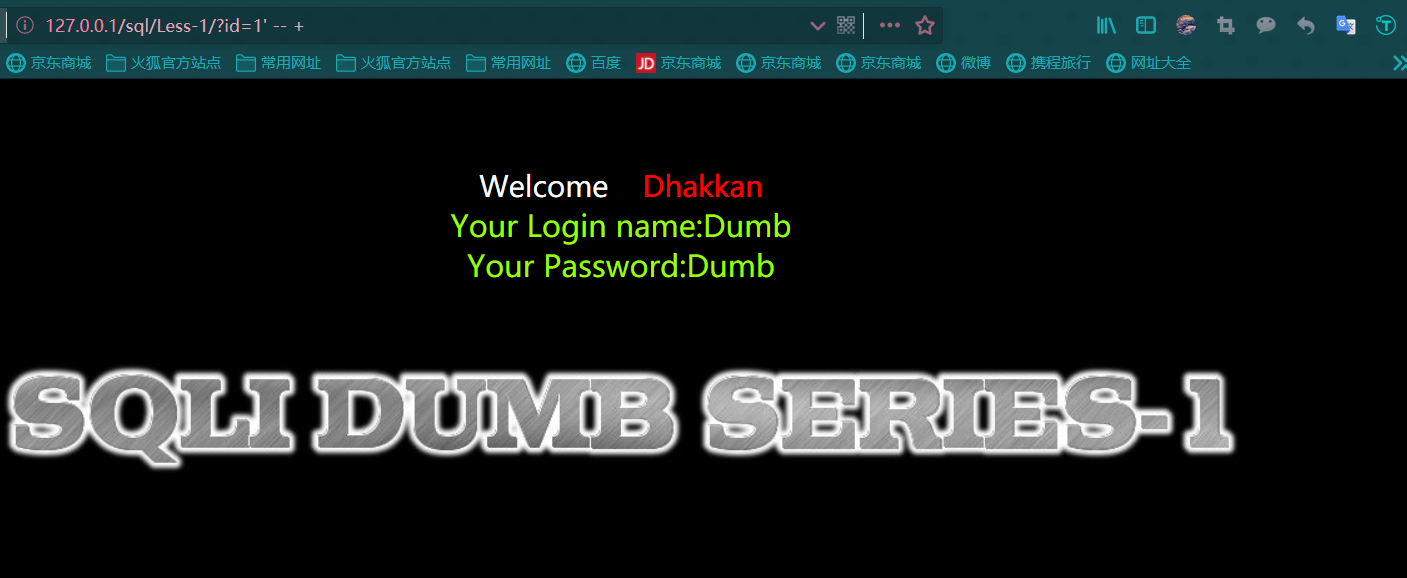 127.0.0.1/sql/Less-1/?id=1' -- +
京东商城 火狐官方站点 常用网址 火狐官方站点 常用网址 百度 JD 京东商城 京东商城 京东商城 微博 携程旅行 网址大全
Welcome Dhakkan
Your Login name:Dumb
Your Password:Dumb
SQLI DUMB SERIES-1